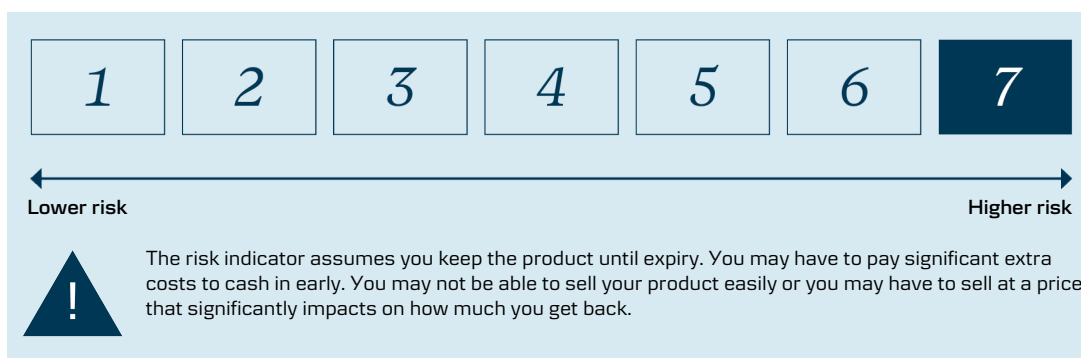 1 2 3 4 5 6 7
Lower risk Higher risk
The risk indicator assumes you keep the product until expiry. You may have to pay significant extra
costs to cash in early. You may not be able to sell your product easily or you may have to sell at a price
that significantly impacts on how much you get back.
!